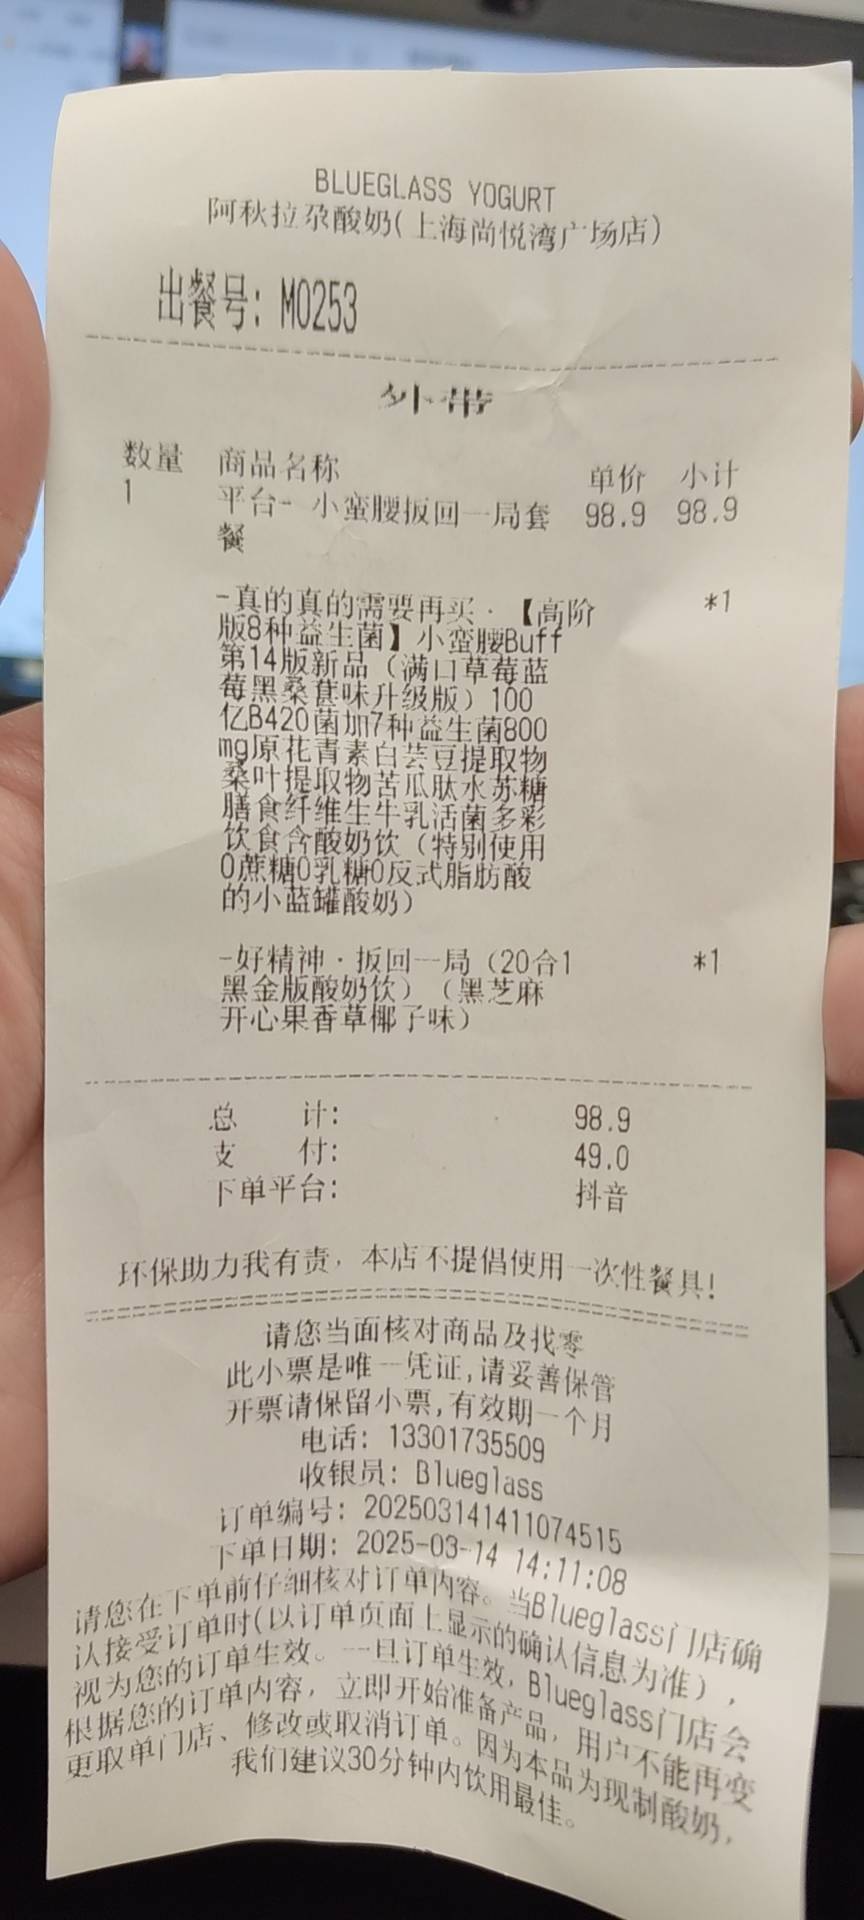 BLUEGLASS YOGURT
阿秋拉尕酸奶(上海尚悦湾广场店)
出餐号: M0253
外带
数量 商品名称 单价 小计
1 平台- 小蛮腰扳回一局套 98.9 98.9
餐
-真的真的需要再买·【高阶 *1
版8种益生菌】小蛮腰Buff
第14版新品（满口草莓蓝
莓黑桑葚味升级版）100
亿B420菌加7种益生菌800
mg原花青素白芸豆提取物
桑叶提取物苦瓜肽水苏糖
膳食纤维生牛乳活菌多彩
饮食含酸奶饮（特别使用
0蔗糖0乳糖0反式脂肪酸
的小蓝罐酸奶）
-好精神·扳回一局（20合1 *1
黑金版酸奶饮）（黑芝麻
开心果香草椰子味）
总 计: 98.9
支 付: 49.0
下单平台: 抖音
环保助力我有责，本店不提倡使用一次性餐具!
请您当面核对商品及找零
此小票是唯一凭证,请妥善保管
开票请保留小票,有效期一个月
电话: 13301735509
收银员: Blueglass
订单编号: 202503141411074515
下单日期: 2025-03-14 14:11:08
请您在下单前仔细核对订单内容。当Blueglass门店确
认接受订单时(以订单页面上显示的确认信息为准)，
视为您的订单生效。一旦订单生效，Blueglass门店会
根据您的订单内容，立即开始准备产品，用户不能再变
更取单门店、修改或取消订单。因为本品为现制酸奶，
我们建议30分钟内饮用最佳。